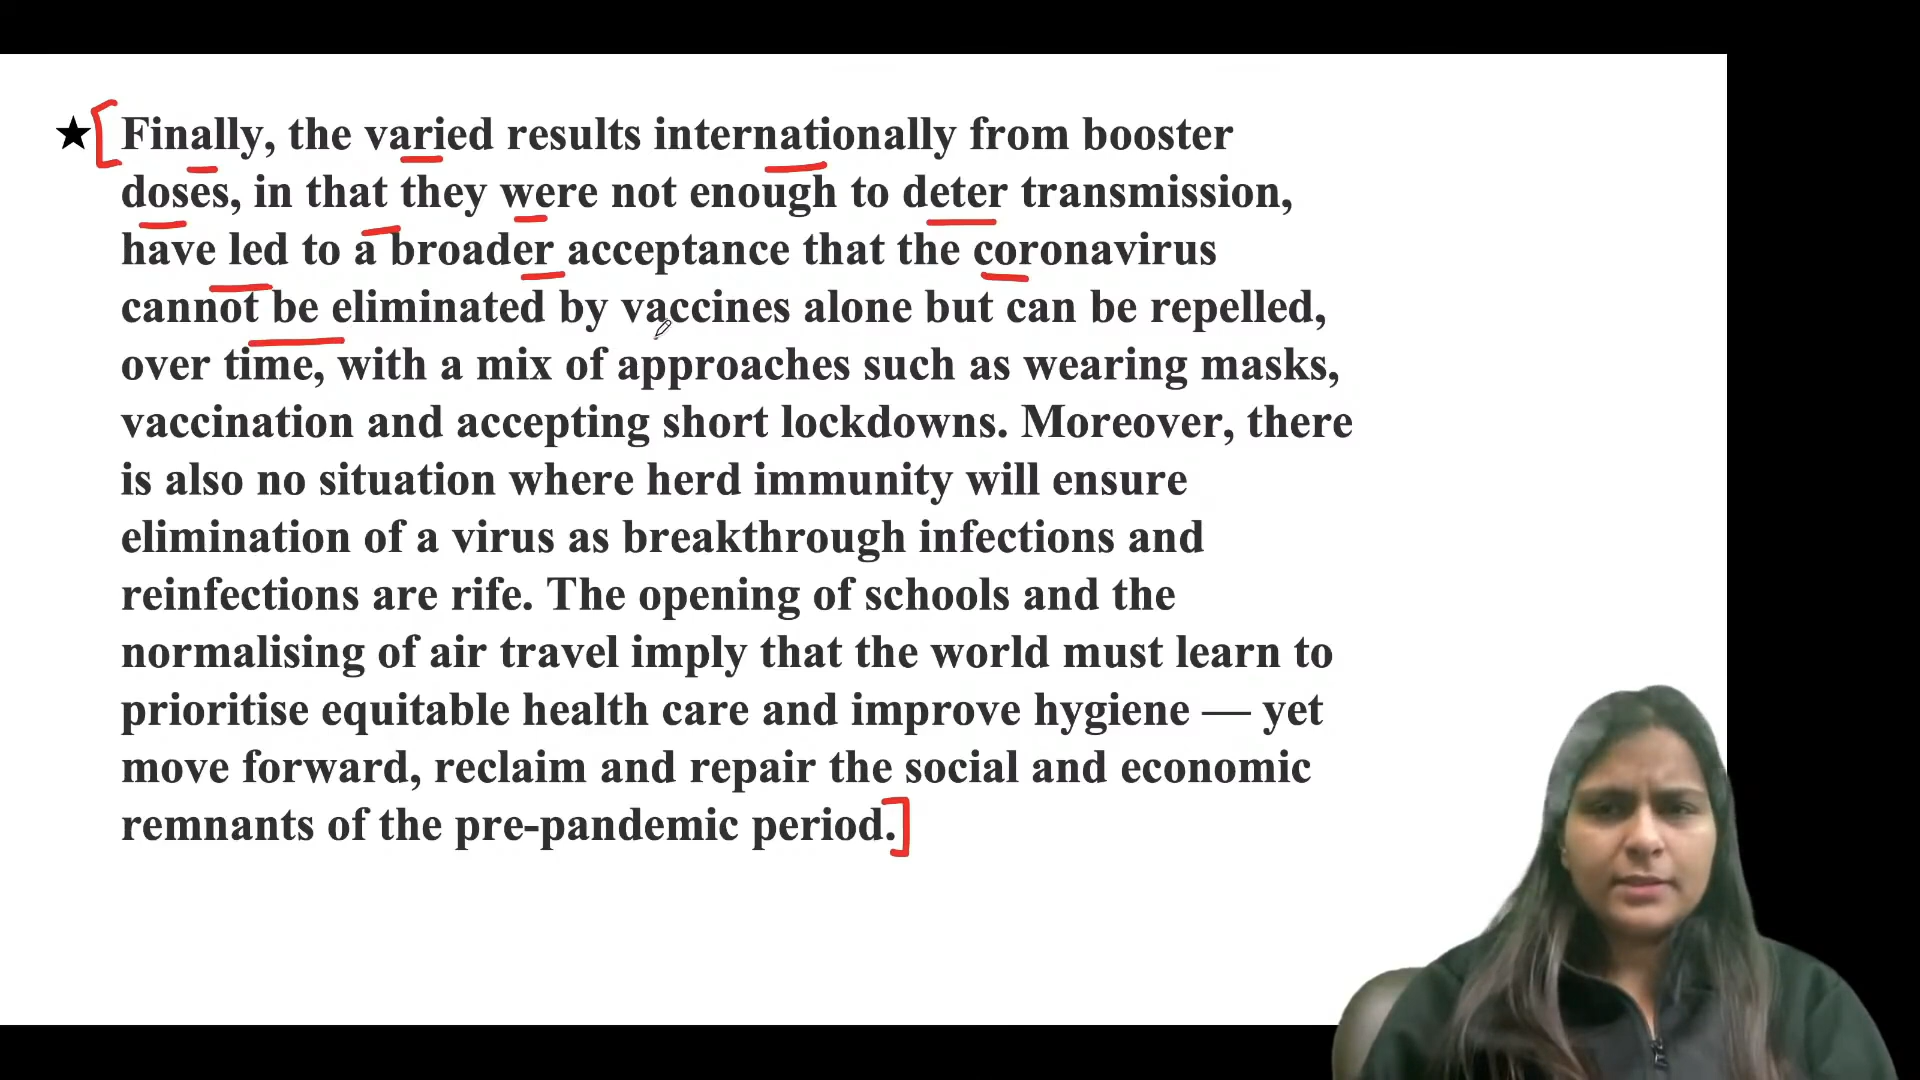 ★ Finally, the varied results internationally from booster
doses, in that they were not enough to deter transmission,
have led to a broader acceptance that the coronavirus
cannot be eliminated by vaccines alone but can be repelled,
over time, with a mix of approaches such as wearing masks,
vaccination and accepting short lockdowns. Moreover, there
is also no situation where herd immunity will ensure
elimination of a virus as breakthrough infections and
reinfections are rife. The opening of schools and the
normalising of air travel imply that the world must learn to
prioritise equitable health care and improve hygiene — yet
move forward, reclaim and repair the social and economic
remnants of the pre-pandemic period.